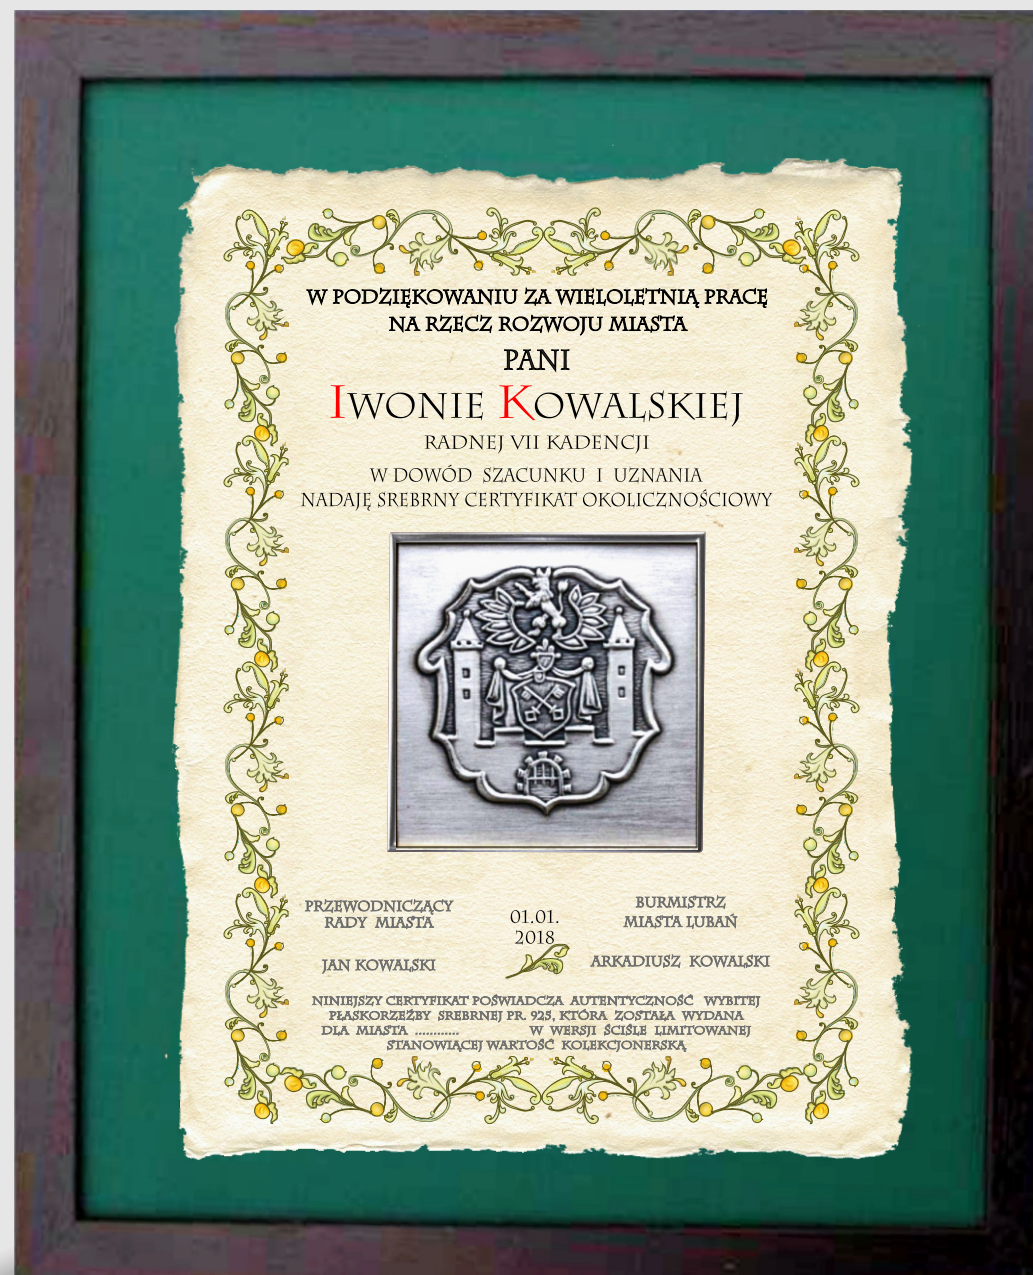 W PODZIĘKOWANIU ZA WIELOLETNIĄ PRACĘ
NA RZECZ ROZWOJU MIASTA
PANI
IWONIE KOWALSKIEJ
RADNEJ VII KADENCJI
W DOWÓD SZACUNKU I UZNANIA
NADAJĘ SREBRNY CERTYFIKAT OKOLICZNOŚCIOWY
PRZEWODNICZĄCY
RADY MIASTA
JAN KOWALSKI
01.01.
2018
BURMISTRZ
MIASTA LUBAŃ
ARKADIUSZ KOWALSKI
NINIEJSZY CERTYFIKAT POŚWIADCZA AUTENTYCZNOŚĆ WYBITEJ
PŁASKORZEŹBY SREBRNEJ PR. 925, KTÓRA ZOSTAŁA WYDANA
DLA MIASTA ............ W WERSJI ŚCIŚLE LIMITOWANEJ
STANOWIĄCEJ WARTOŚĆ KOLEKCJONERSKĄ